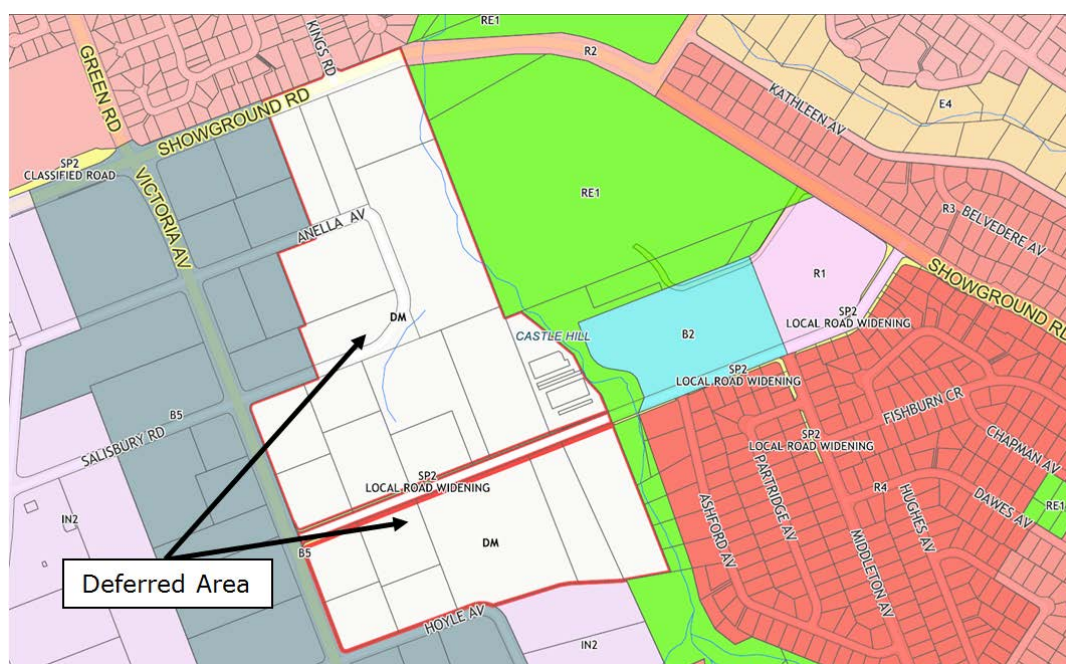 RE1
R2
KINGS RD
GREEN RD
SHOWGROUND RD
KATHLEEN AV
E4
SP2
CLASSIFIED ROAD
VICTORIA AV
RE1
R3
BELVEDERE AV
ANELLA AV
R1
SHOWGROUND RD
SP2
LOCAL ROAD WIDENING
DM
CASTLE HILL
B2
SP2
LOCAL ROAD WIDENING
FISHBURN CR
B5
SALISBURY RD
SP2
LOCAL ROAD WIDENING
CHAPMAN AV
SP2
LOCAL ROAD WIDENING
PARTRIDGE AV
R4
HUGHES AV
DAWES AV
RE1
ASHFORD AV
MIDDLETON AV
IN2
B5
DM
Deferred Area
HOYLE AV
IN2